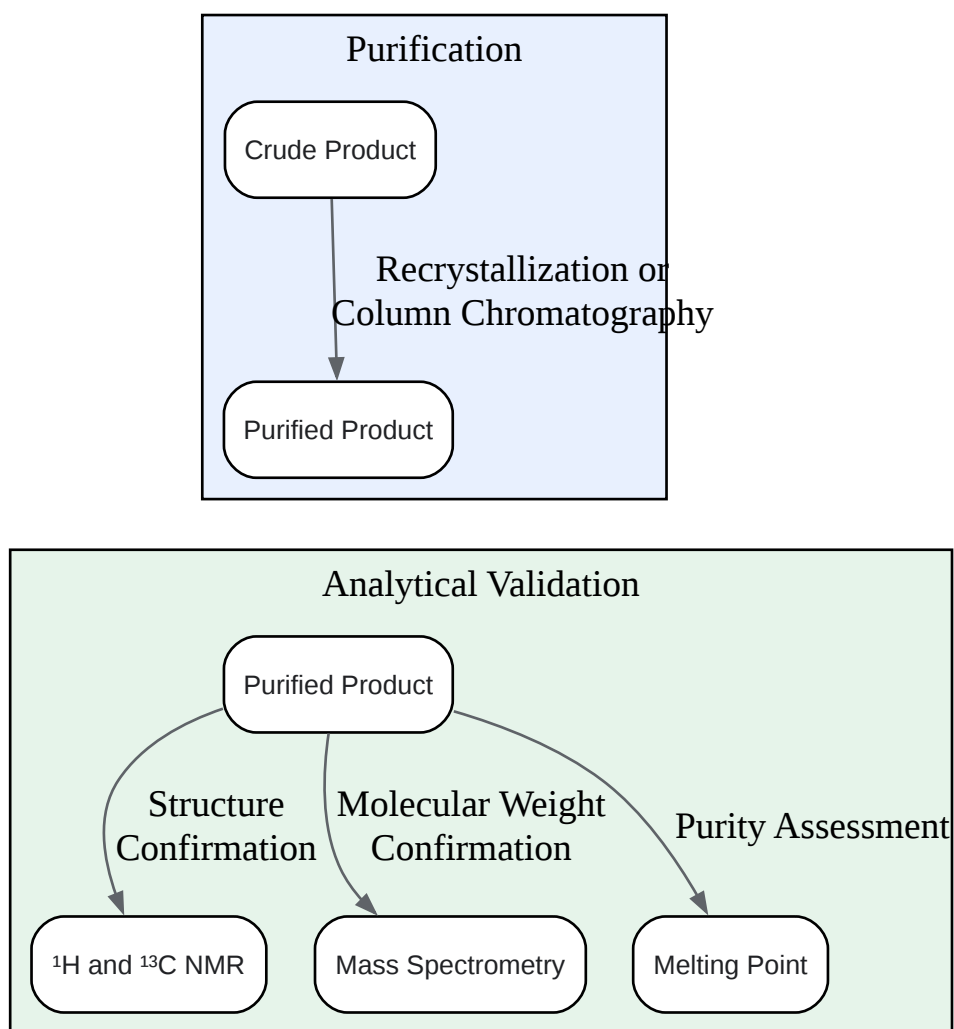 Purification
Crude Product
Recrystallization or
Column Chromatography
Purified Product
Analytical Validation
Purified Product
Structure
Confirmation
Molecular Weight
Confirmation
Purity Assessment
¹H and ¹³C NMR
Mass Spectrometry
Melting Point